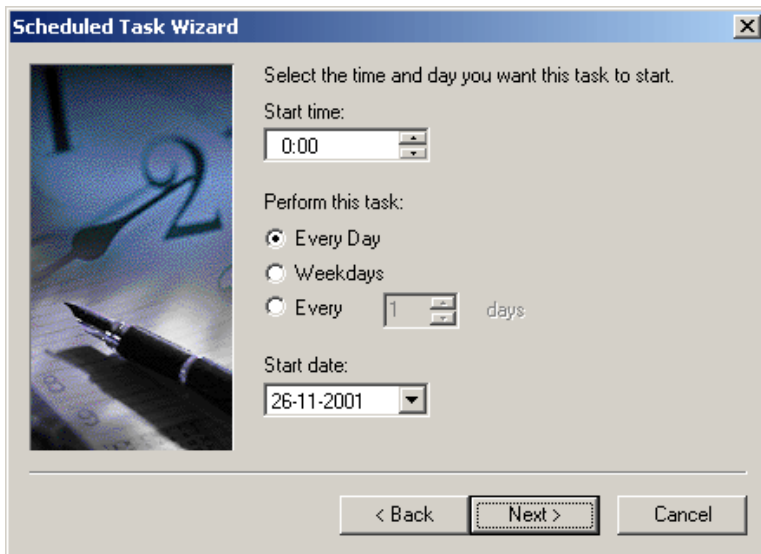 Scheduled Task Wizard
Select the time and day you want this task to start.
Start time:
0:00
Perform this task:
Every Day
Weekdays
Every 1 days
Start date:
26-11-2001
< Back Next > Cancel